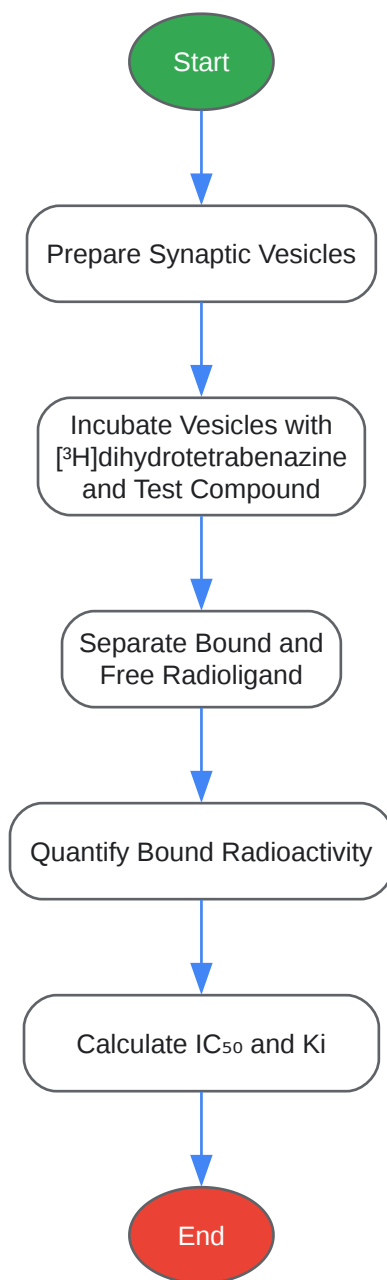 Start
Prepare Synaptic Vesicles
Incubate Vesicles with
[³H]dihydrotetrabenazine
and Test Compound
Separate Bound and
Free Radioligand
Quantify Bound Radioactivity
Calculate IC₅₀ and Ki
End